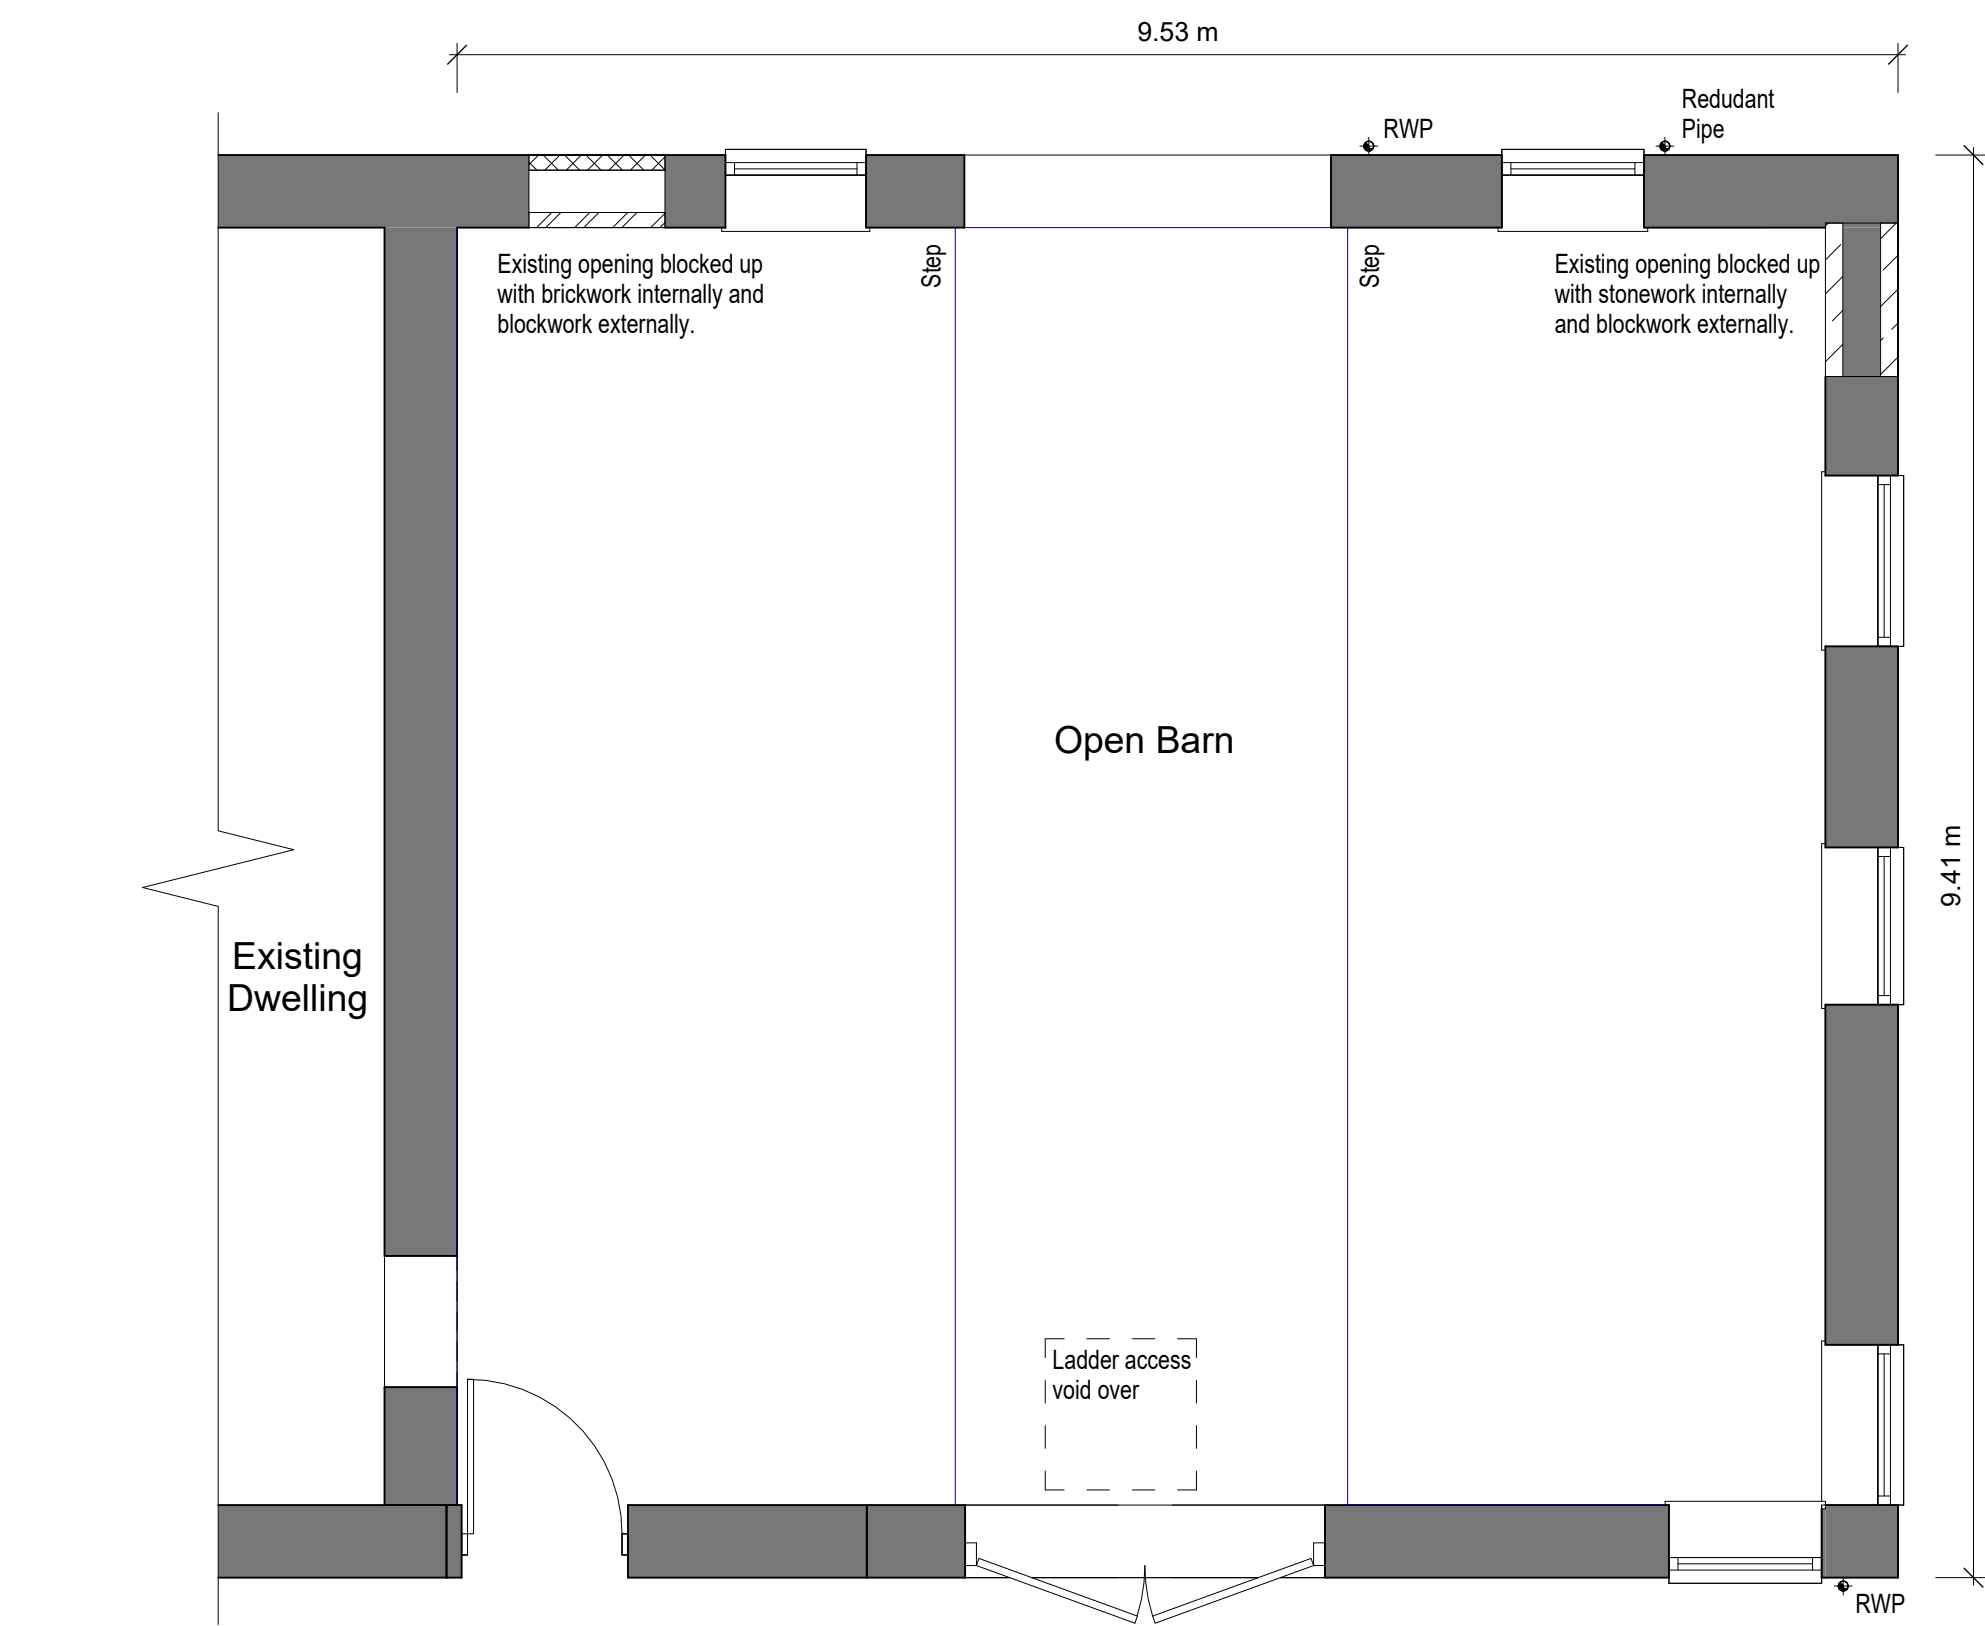 9.53 m
Redudant
Pipe
RWP
Existing opening blocked up
with brickwork internally and
blockwork externally.
Step
Step
Existing opening blocked up
with stonework internally
and blockwork externally.
Open Barn
9.41 m
Existing
Dwelling
Ladder access
void over
RWP